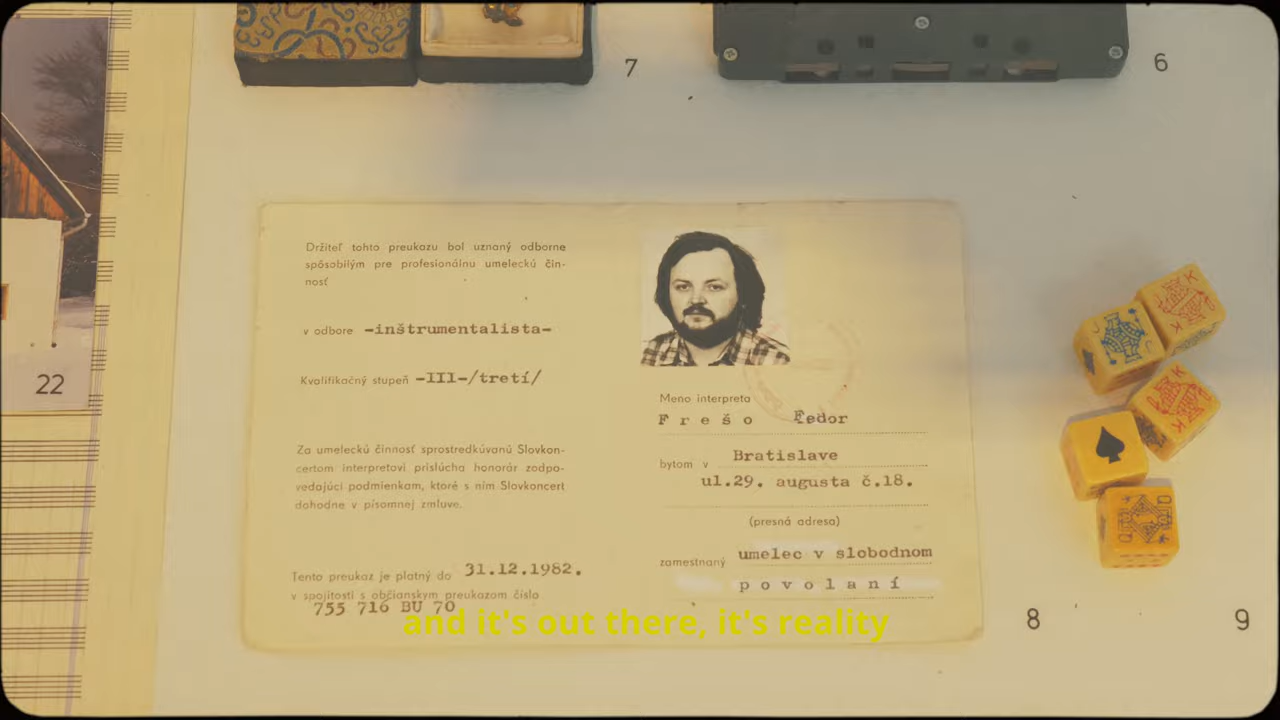 7
6
22
Držiteľ tohto preukazu bol uznaný odborne
spôsobilým pre profesionálnu umeleckú čin-
nosť
v odbore -inštrumentalista-
Kvalifikačný stupeň -III-/tretí/
Za umeleckú činnosť sprostredkúvanú Slovkon-
certom interpretovi prislúcha honorár zodpo-
vedajúci podmienkam, ktoré s ním Slovkoncert
dohodne v písomnej zmluve.
Tento preukaz je platný do 31.12.1982.
v spojitosti s občianskym preukazom čísla
755 716 BU 70
Meno interpreta
Frešo Fedor
bytom v Bratislave
ul.29. augusta č.18.
(presná adresa)
zamestnaný umelec v slobodnom
povolaní
K
K
J
J
K
K
Q
Q
8
9
and it's out there, it's reality